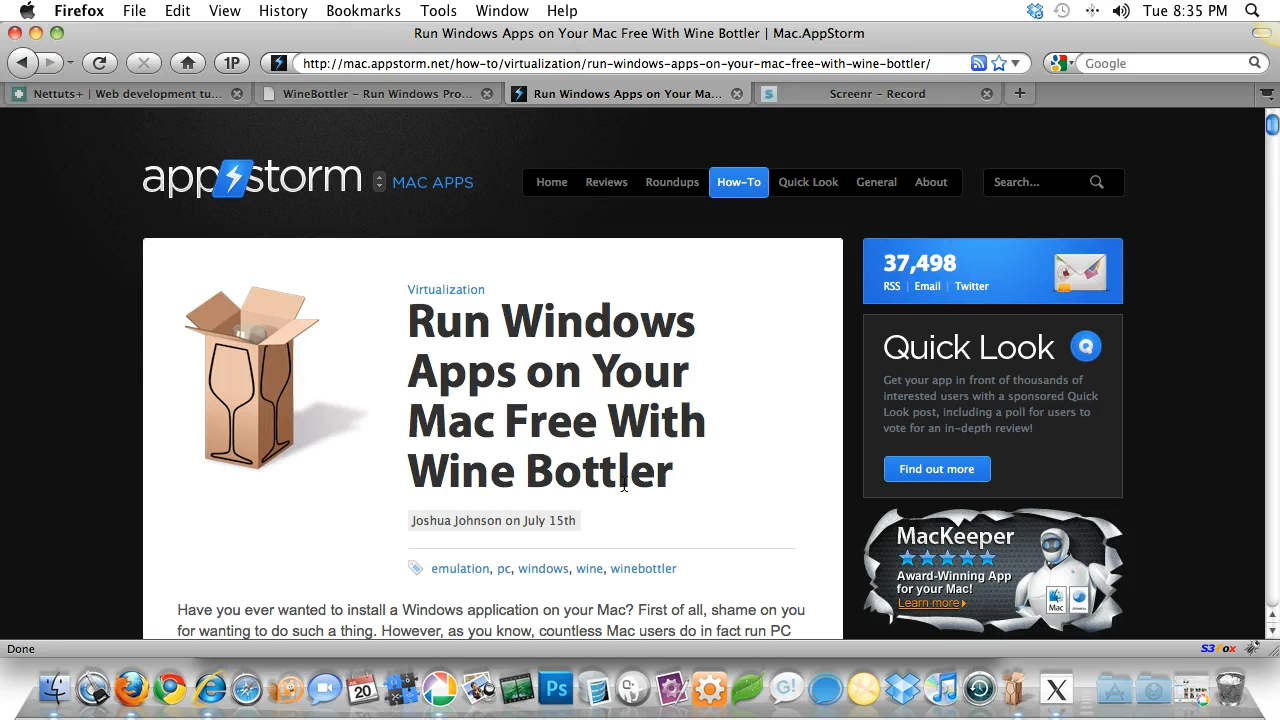 Firefox File Edit View History Bookmarks Tools Window Help Tue 8:35 PM
Run Windows Apps on Your Mac Free With Wine Bottler | Mac.AppStorm
1P http://mac.appstorm.net/how-to/virtualization/run-windows-apps-on-your-mac-free-with-wine-bottler/ Google
Nettuts+ | Web development tu... WineBottler – Run Windows Pro... Run Windows Apps on Your Ma... Screenr - Record
appstorm MAC APPS Home Reviews Roundups How-To Quick Look General About Search...
37,498
RSS | Email | Twitter
Virtualization
Run Windows
Apps on Your
Mac Free With
Wine Bottler
Joshua Johnson on July 15th
emulation, pc, windows, wine, winebottler
Have you ever wanted to install a Windows application on your Mac? First of all, shame on you
for wanting to do such a thing. However, as you know, countless Mac users do in fact run PC
Quick Look
Get your app in front of thousands of
interested users with a sponsored Quick
Look post, including a poll for users to
vote for an in-depth review!
Find out more
MacKeeper
Award-Winning App
for your Mac!
Learn more
Mac
Done S3Fox
20
Ps
G!
X